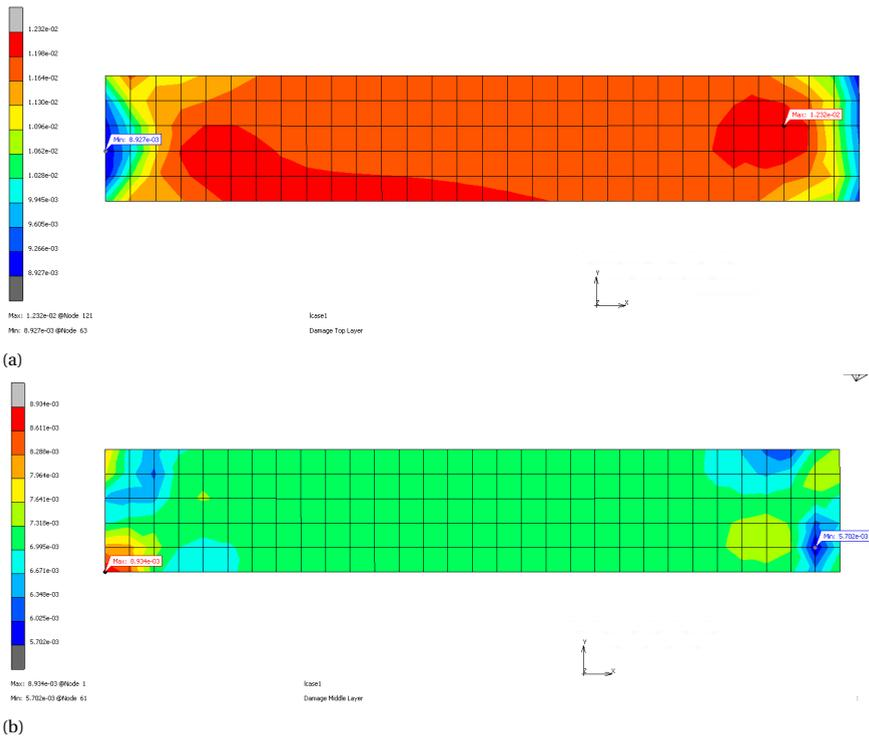 1.232e-02
1.198e-02
1.164e-02
1.130e-02
1.096e-02
1.062e-02
1.028e-02
9.945e-03
9.605e-03
9.266e-03
8.927e-03
Min: 8.927e-03
Max: 1.232e-02
Y
Z X
Max: 1.232e-02 @Node 121
lcase1
Min: 8.927e-03 @Node 63
Damage Top Layer
(a)
8.934e-03
8.611e-03
8.288e-03
7.964e-03
7.641e-03
7.318e-03
6.995e-03
6.671e-03
6.348e-03
6.025e-03
5.702e-03
Min: 5.702e-03
Max: 8.934e-03
Y
Z X
Max: 8.934e-03 @Node 1
lcase1
Min: 5.702e-03 @Node 61
Damage Middle Layer
1
(b)